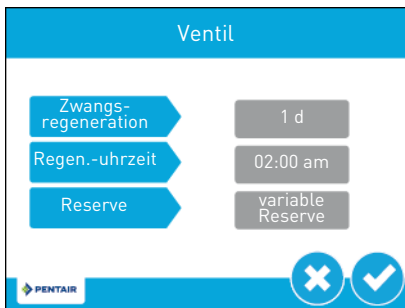 Ventil
Zwangs-
regeneration
1 d
Regen.-uhrzeit
02:00 am
Reserve
variable
Reserve
PENTAIR